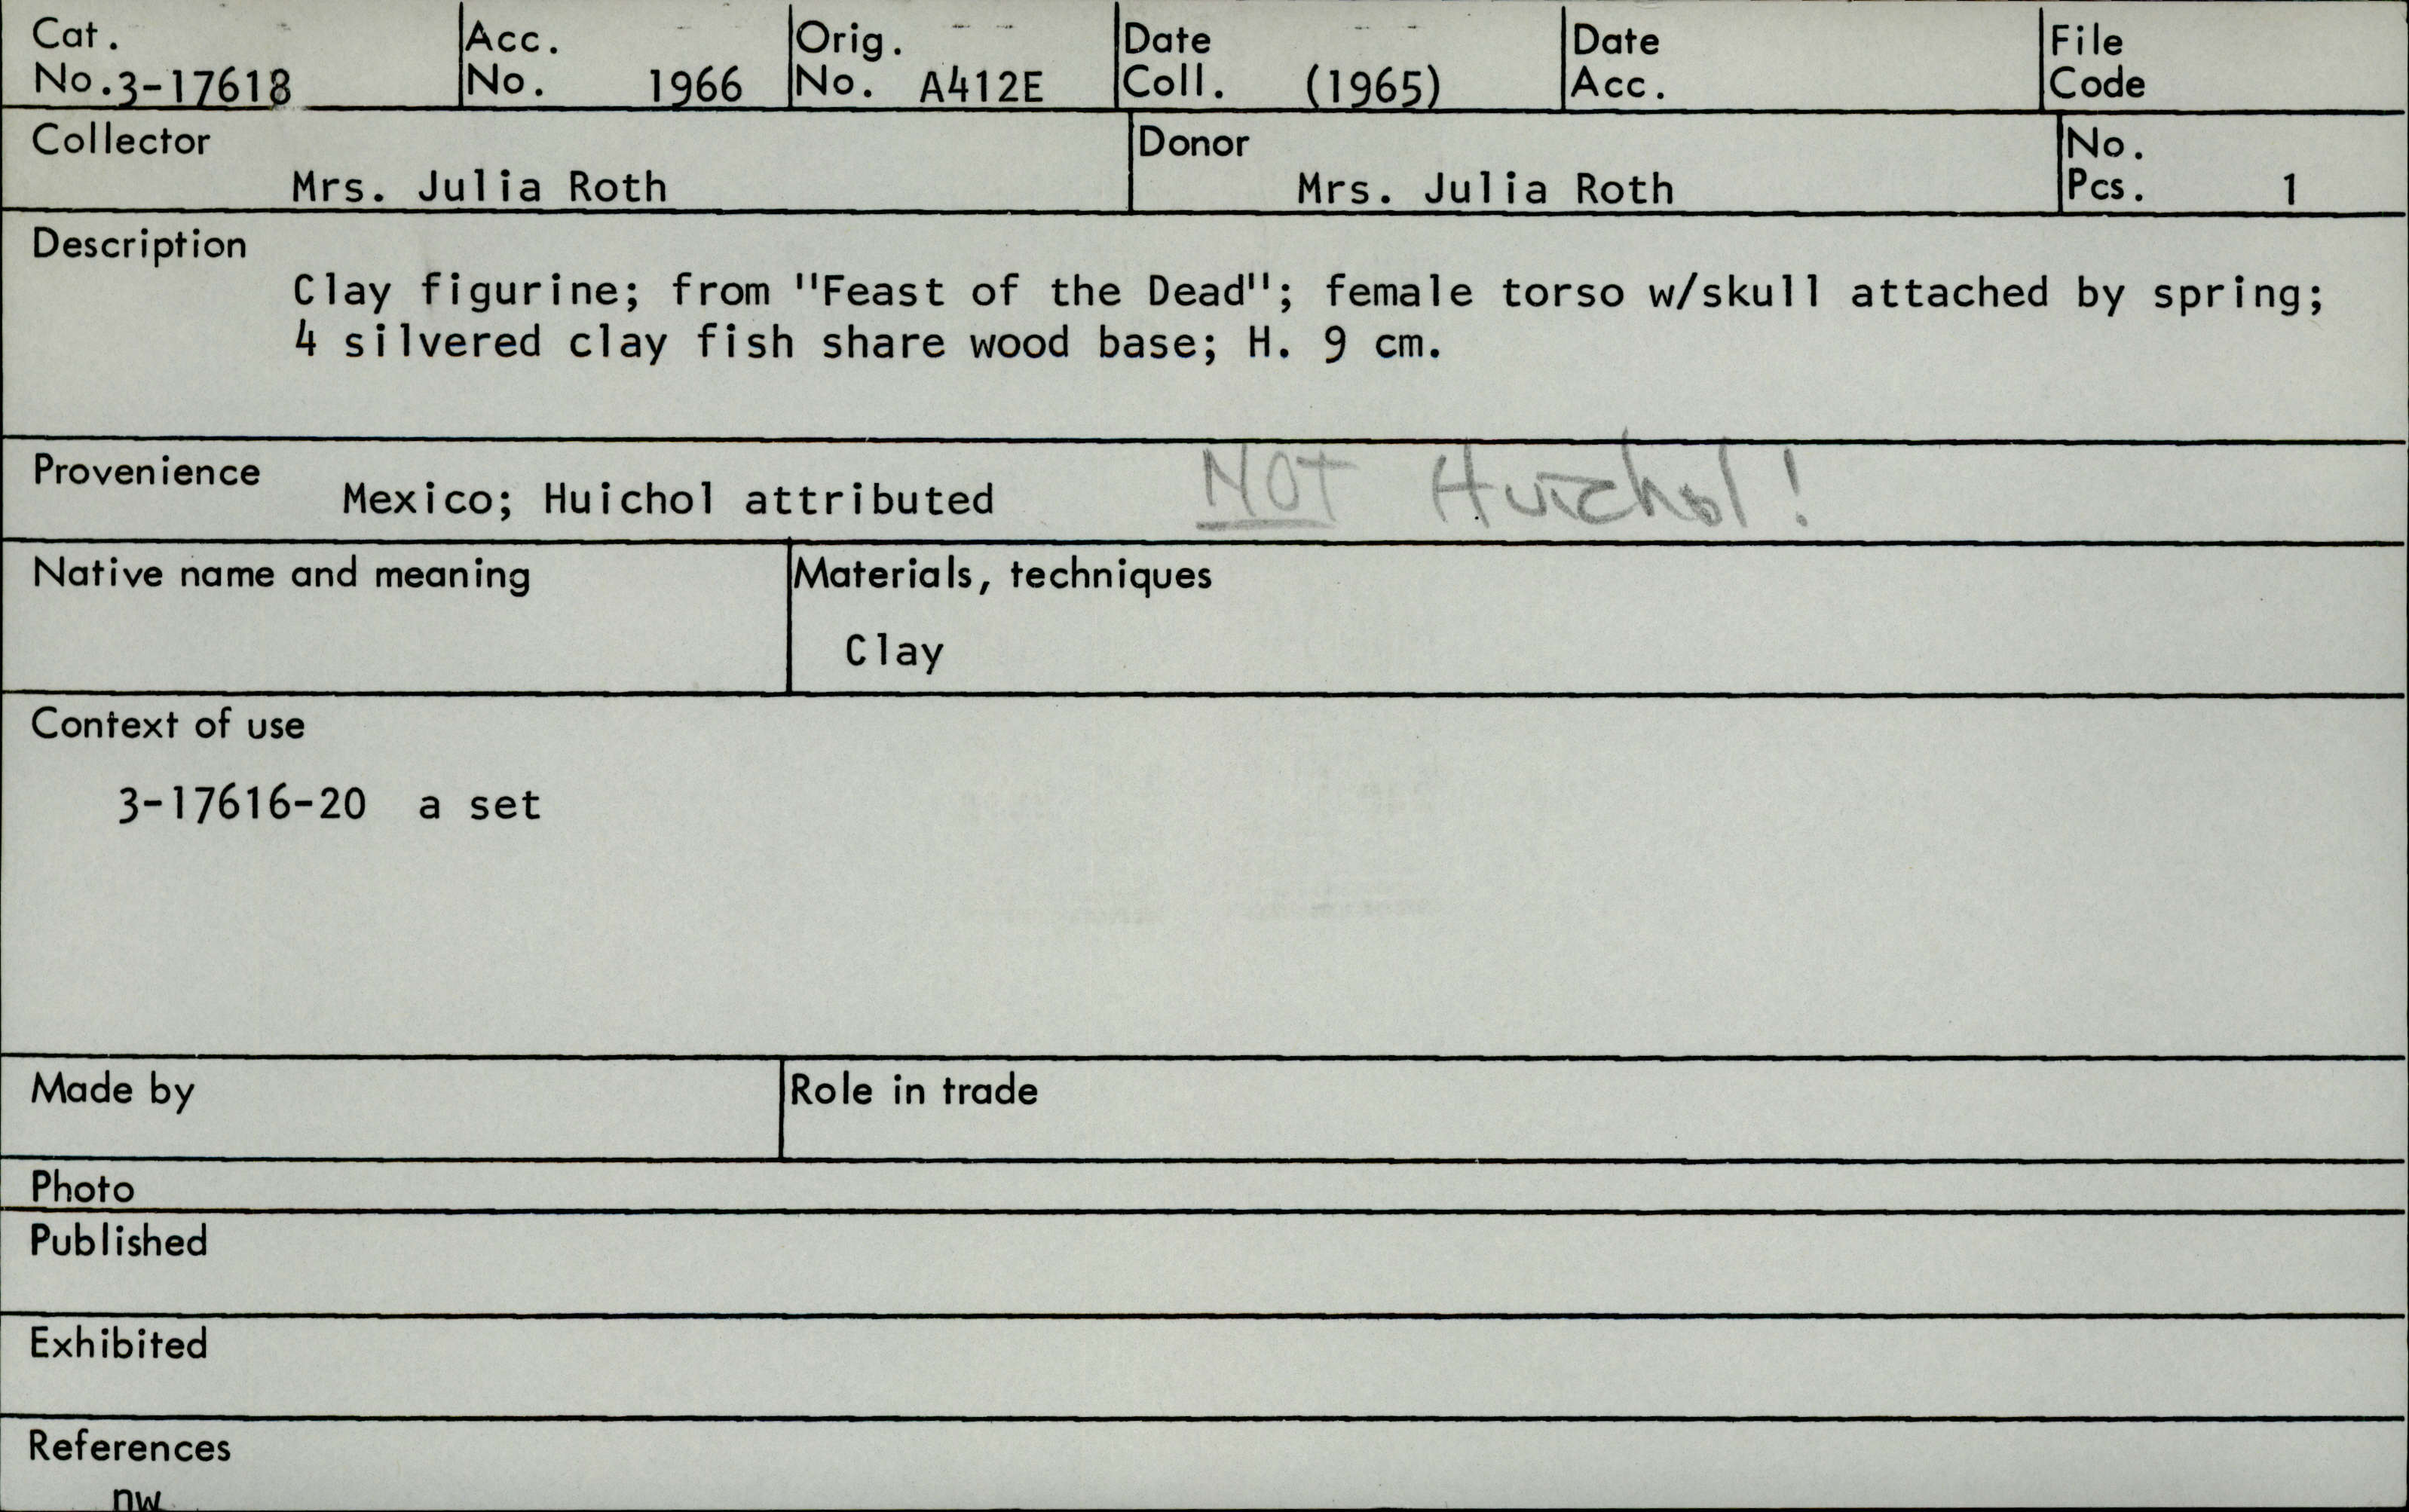 Cat. No. 3-17618
Acc. No. 1966
Orig. No. A412E
Date Coll. (1965)
Date Acc.
File Code
Collector
Mrs. Julia Roth
Donor
Mrs. Julia Roth
No. Pcs. 1
Description
Clay figurine; from "Feast of the Dead"; female torso w/skull attached by spring;
4 silvered clay fish share wood base; H. 9 cm.
Provenience Mexico; Huichol attributed NOT Huichol!
Native name and meaning
Materials, techniques
Clay
Context of use
3-17616-20 a set
Made by
Role in trade
Photo
Published
Exhibited
References
nw